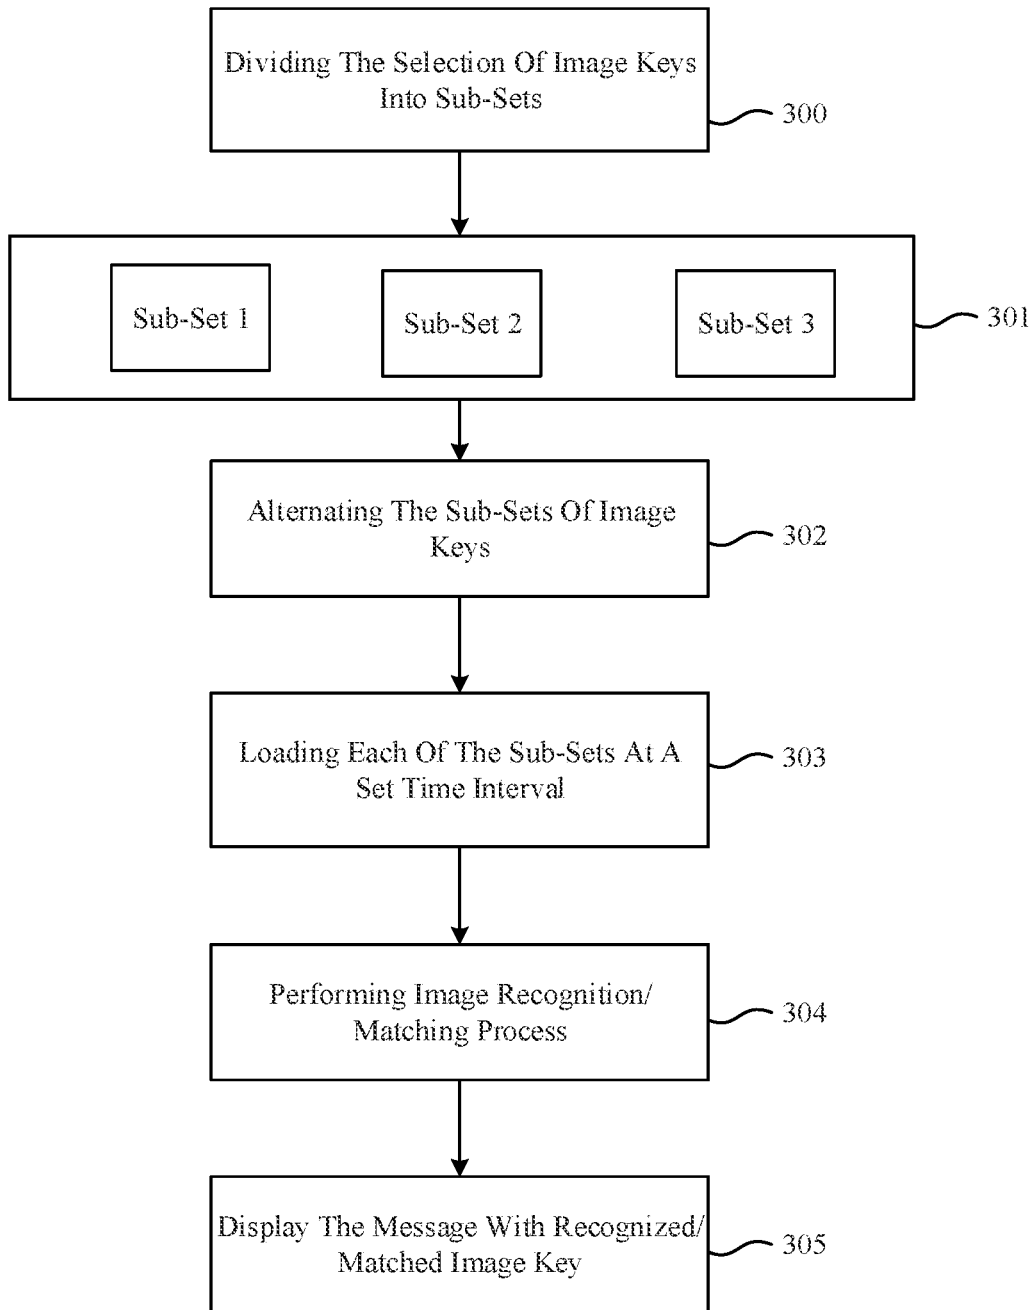 Dividing The Selection Of Image Keys
Into Sub-Sets
300
Sub-Set 1
Sub-Set 2
Sub-Set 3
301
Alternating The Sub-Sets Of Image
Keys
302
Loading Each Of The Sub-Sets At A
Set Time Interval
303
Performing Image Recognition/
Matching Process
304
Display The Message With Recognized/
Matched Image Key
305